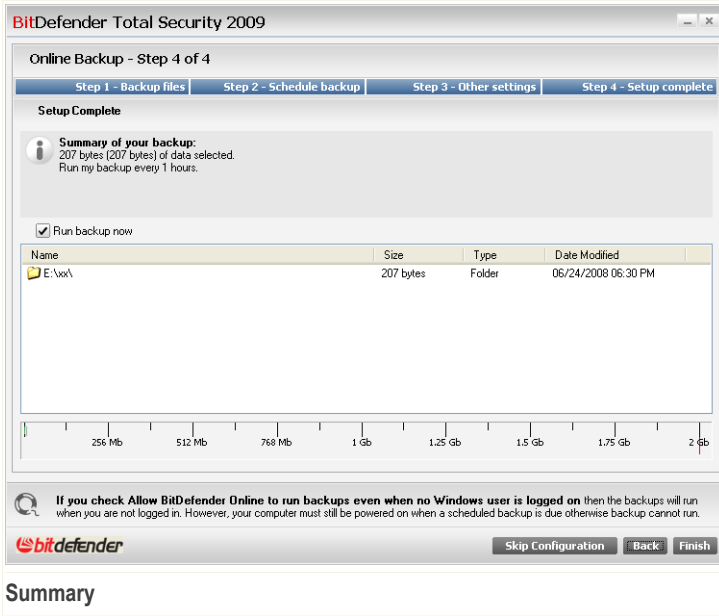 BitDefender Total Security 2009
Online Backup - Step 4 of 4
Step 1 - Backup files Step 2 - Schedule backup Step 3 - Other settings Step 4 - Setup complete
Setup Complete
Summary of your backup:
207 bytes (207 bytes) of data selected.
Run my backup every 1 hours.
Run backup now
Name Size Type Date Modified
E:\xx\ 207 bytes Folder 06/24/2008 06:30 PM
256 Mb 512 Mb 768 Mb 1 Gb 1.25 Gb 1.5 Gb 1.75 Gb 2 Gb
If you check Allow BitDefender Online to run backups even when no Windows user is logged on then the backups will run
when you are not logged in. However, your computer must still be powered on when a scheduled backup is due otherwise backup cannot run.
bitdefender Skip Configuration Back Finish
Summary